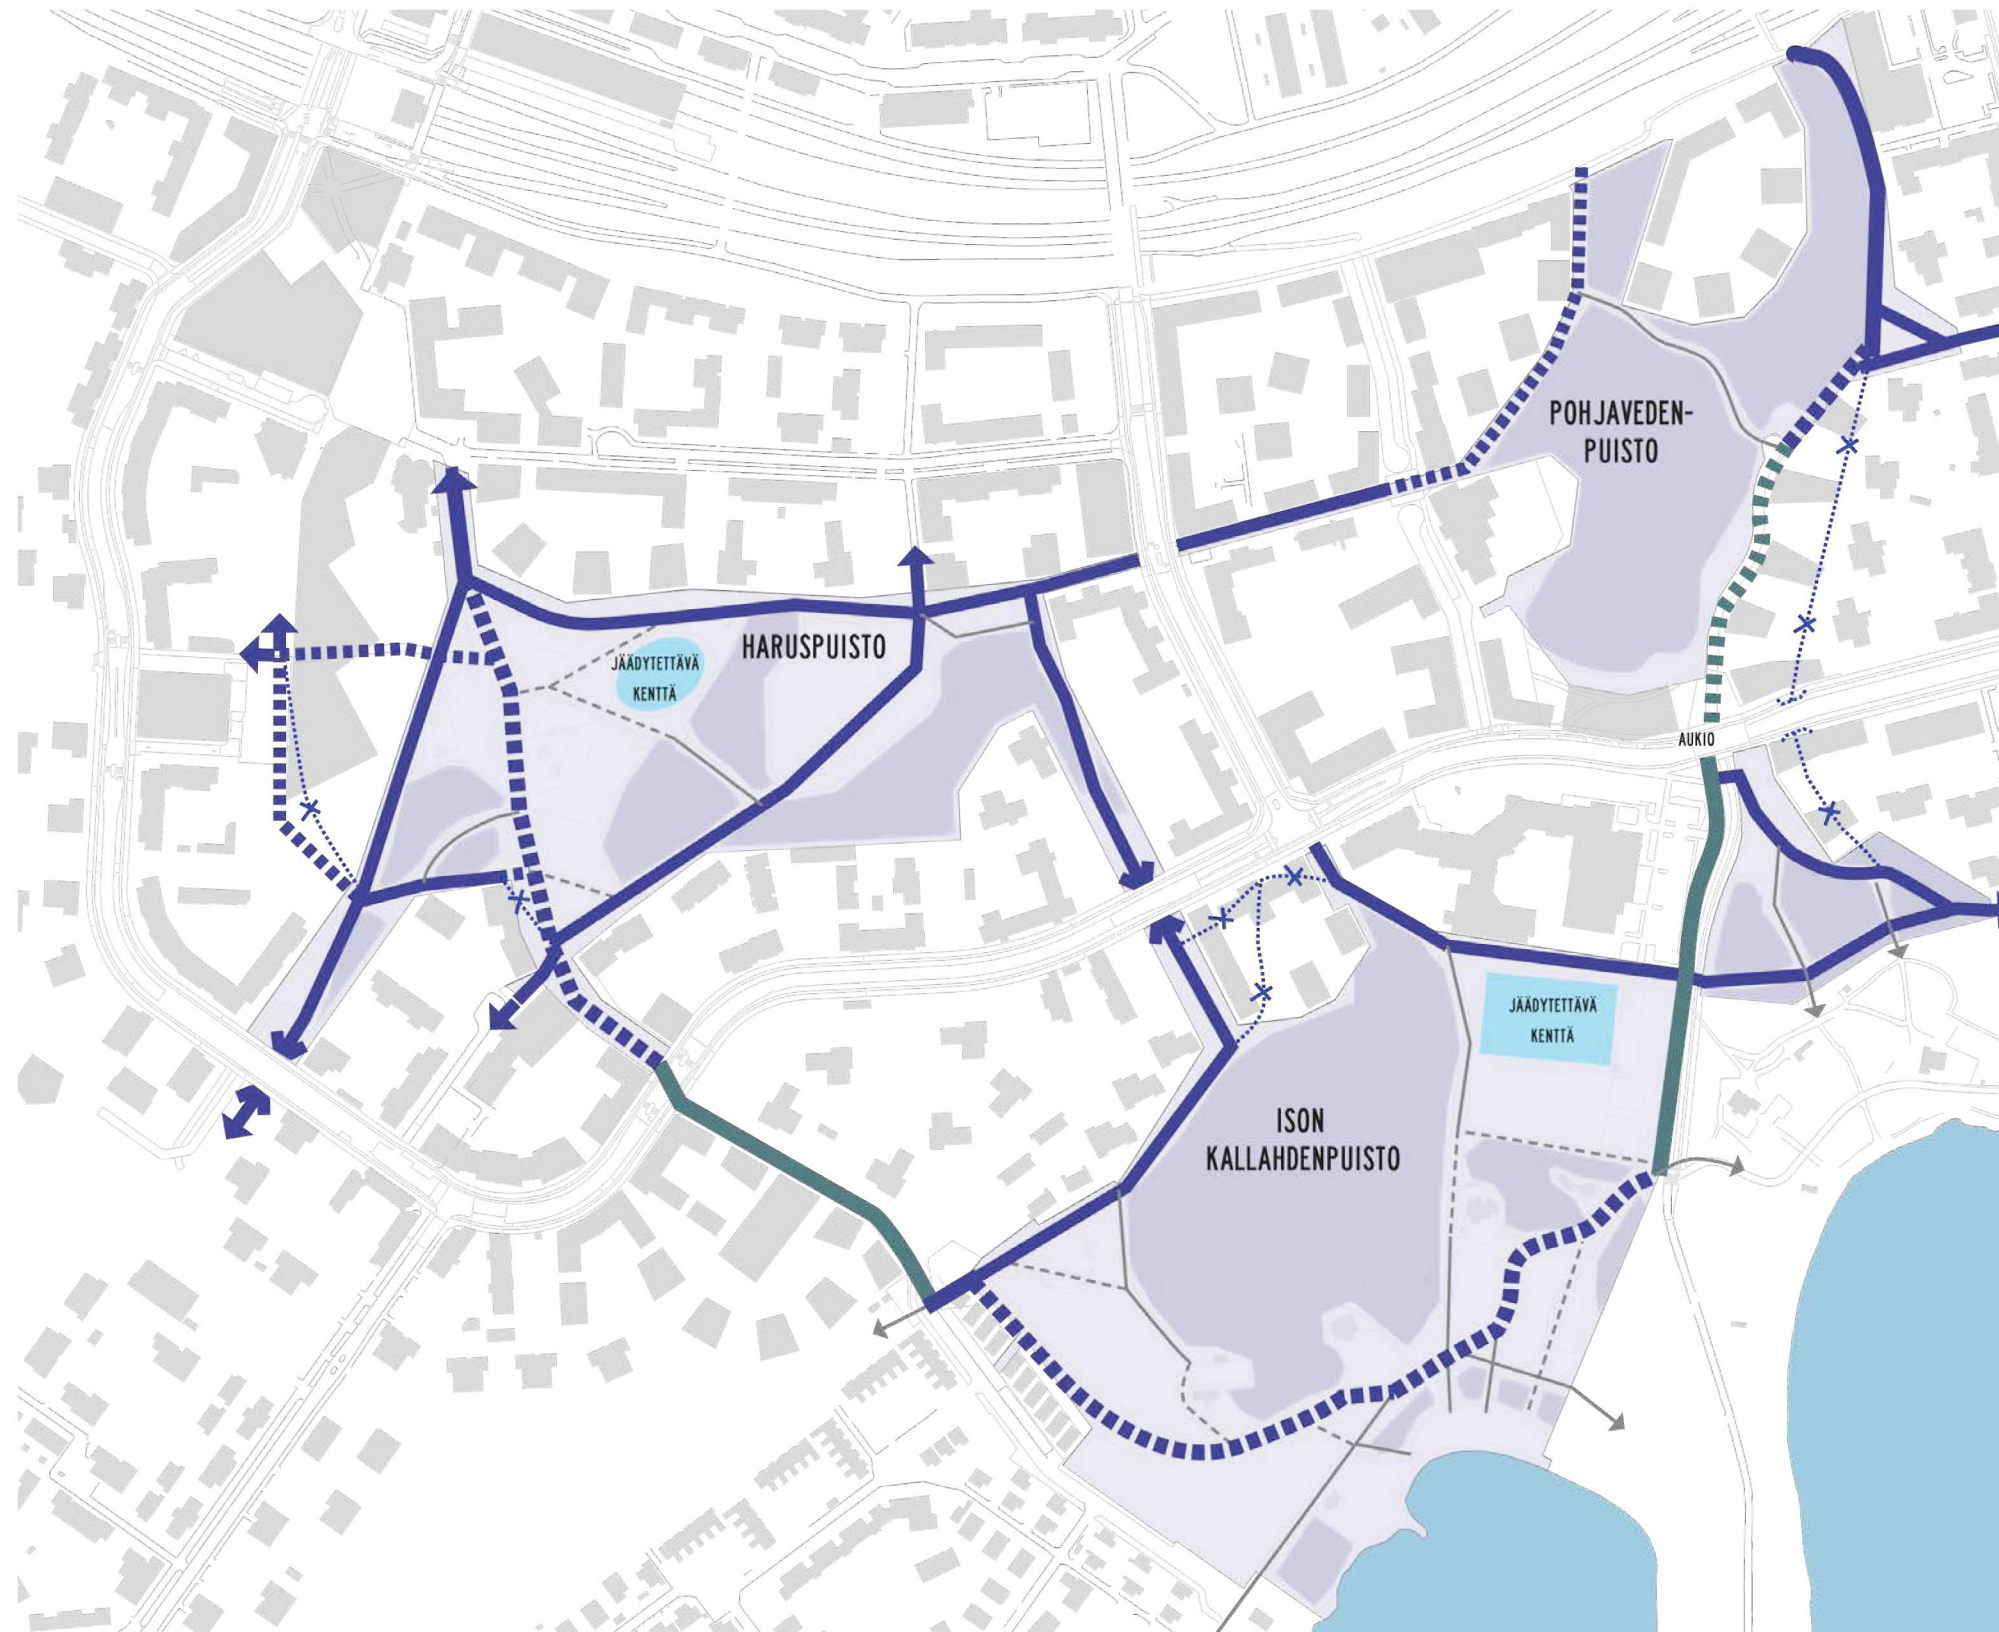 POHJAVEDEN-
PUISTO
HARUSPUISTO
JÄÄDYTETTÄVÄ
KENTTÄ
AUKIO
JÄÄDYTETTÄVÄ
KENTTÄ
ISON
KALLAHDENPUISTO